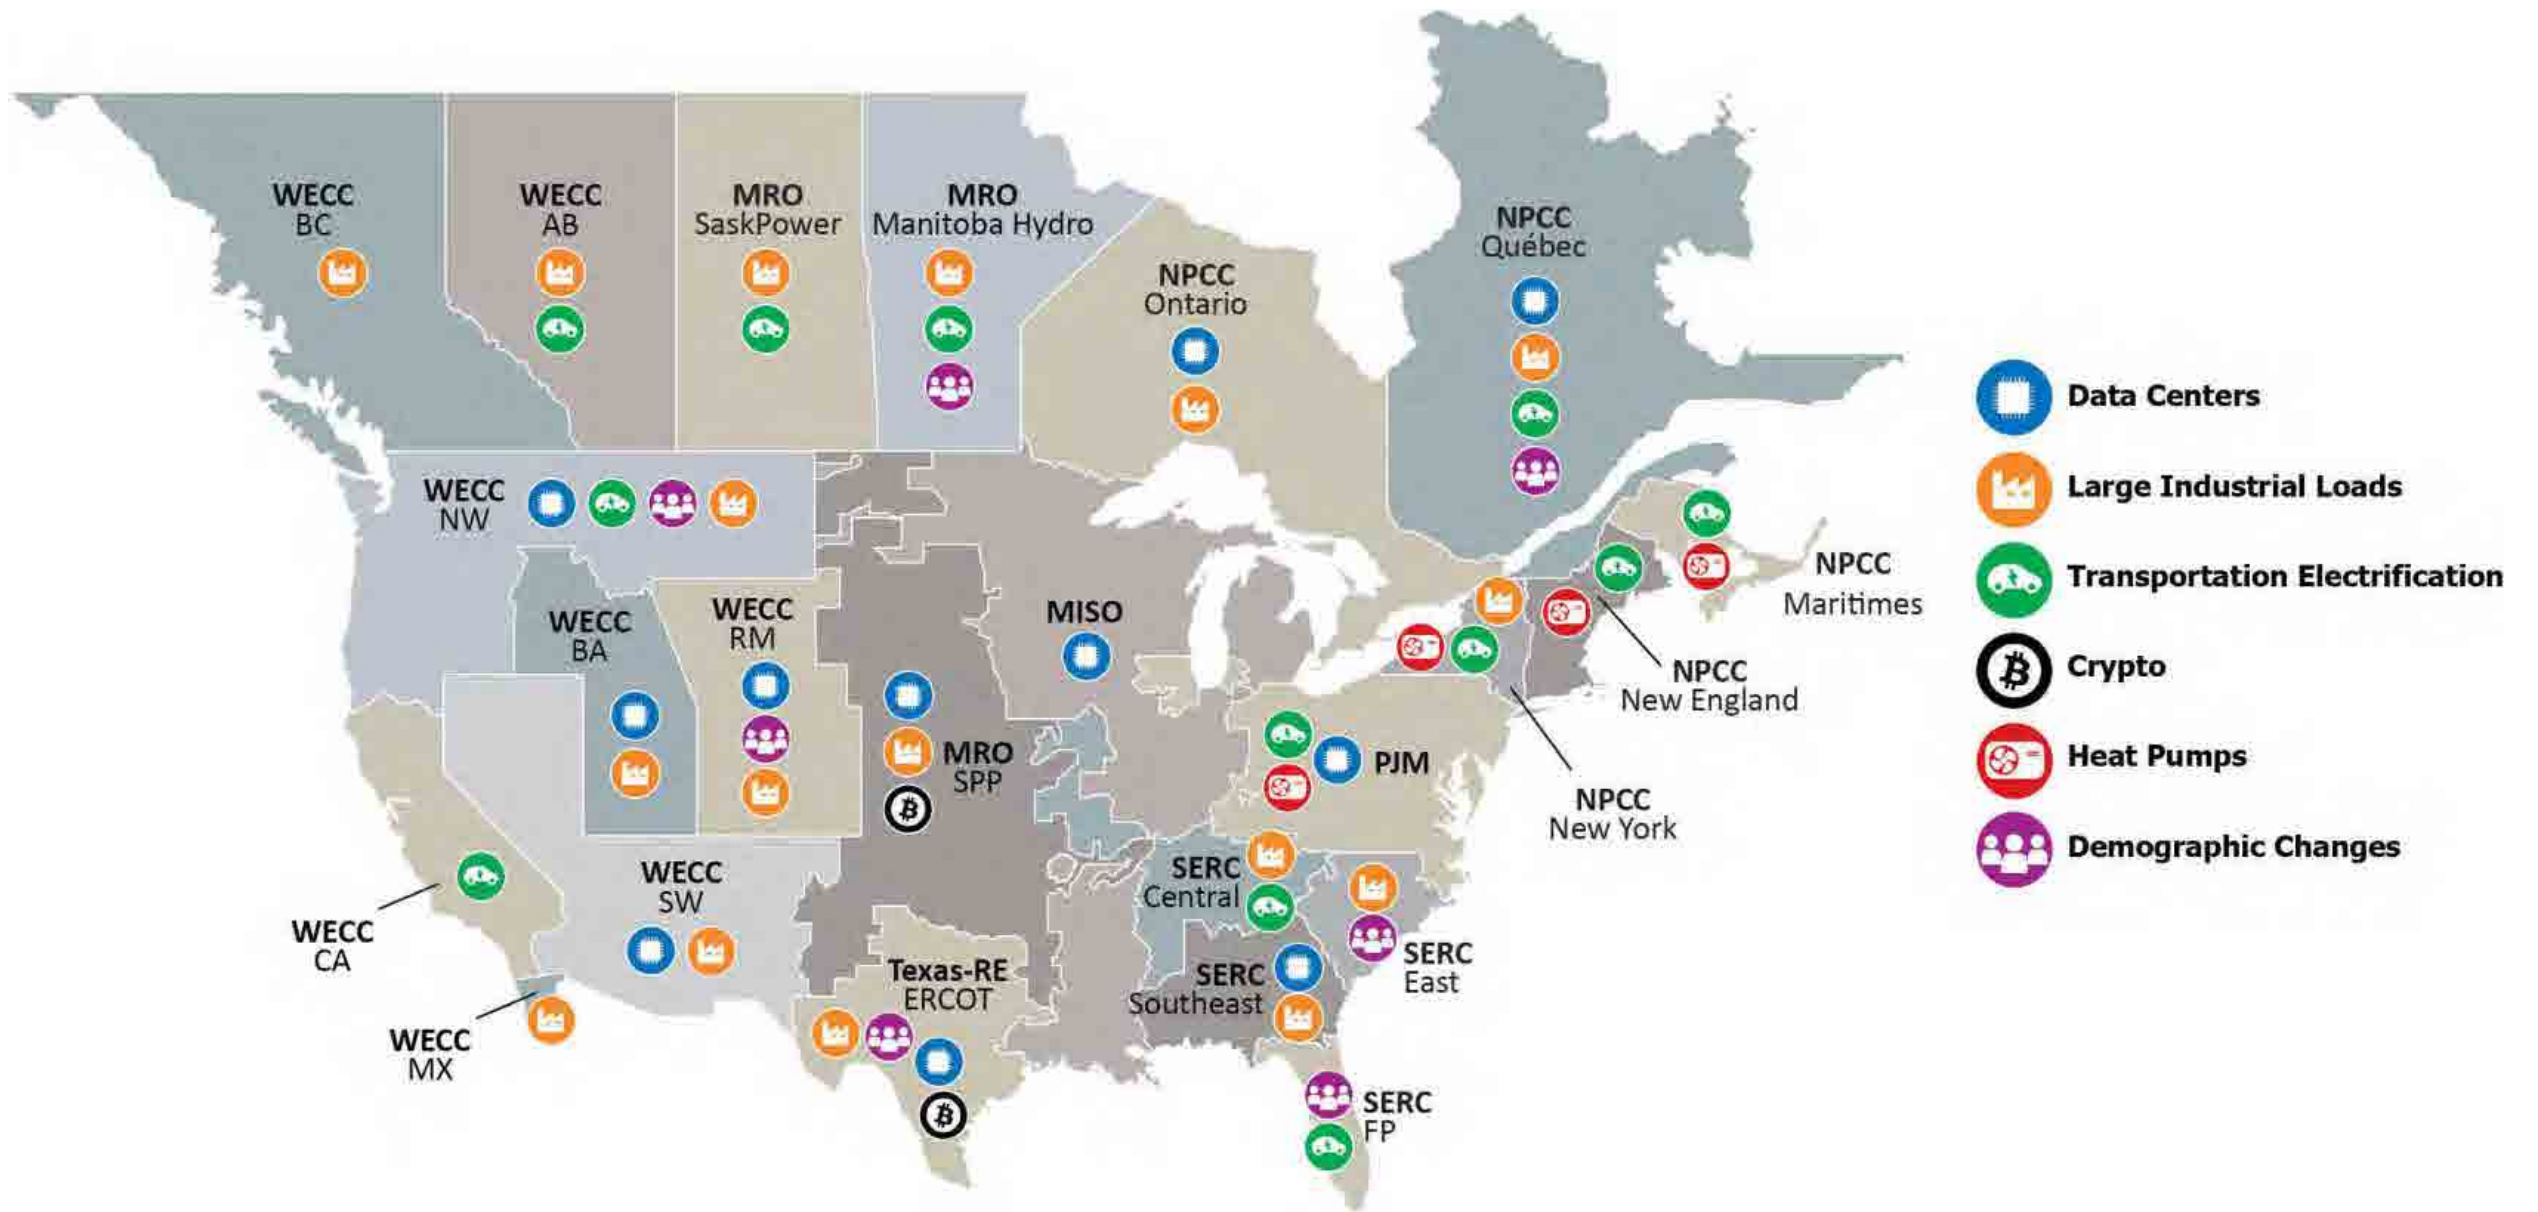 WECC
BC
WECC
AB
MRO
SaskPower
MRO
Manitoba Hydro
NPCC
Ontario
NPCC
Québec
WECC
NW
WECC
BA
WECC
RM
MISO
MRO
SPP
PJM
NPCC
Maritimes
NPCC
New England
NPCC
New York
WECC
CA
WECC
MX
WECC
SW
Texas-RE
ERCOT
SERC
Central
SERC
Southeast
SERC
East
SERC
FP
Data Centers
Large Industrial Loads
Transportation Electrification
Crypto
Heat Pumps
Demographic Changes